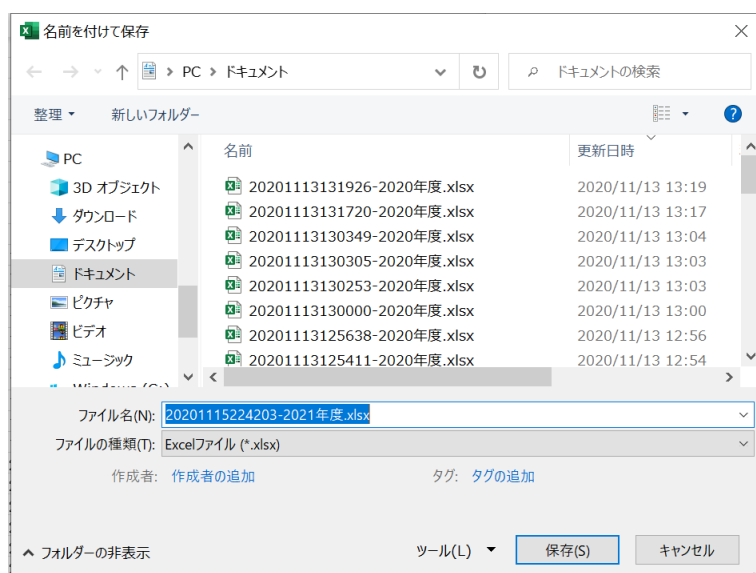 名前を付けて保存
PC > ドキュメント
ドキュメントの検索
整理
新しいフォルダー
PC
3D オブジェクト
ダウンロード
デスクトップ
ドキュメント
ピクチャ
ビデオ
ミュージック
Windows (C:)
名前 更新日時
20201113131926-2020年度.xlsx 2020/11/13 13:19
20201113131720-2020年度.xlsx 2020/11/13 13:17
20201113130349-2020年度.xlsx 2020/11/13 13:04
20201113130305-2020年度.xlsx 2020/11/13 13:03
20201113130253-2020年度.xlsx 2020/11/13 13:03
20201113130000-2020年度.xlsx 2020/11/13 13:00
20201113125638-2020年度.xlsx 2020/11/13 12:56
20201113125411-2020年度.xlsx 2020/11/13 12:54
ファイル名(N): 20201115224203-2021年度.xlsx
ファイルの種類(T): Excelファイル (*.xlsx)
作成者: 作成者の追加 タグ: タグの追加
フォルダーの非表示 ツール(L) 保存(S) キャンセル